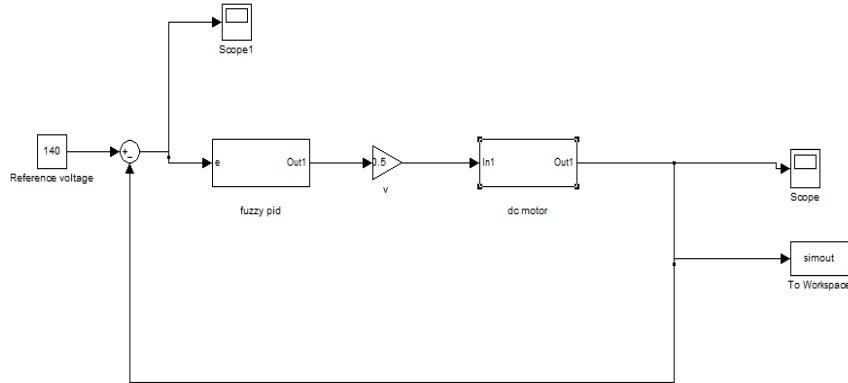 Scope1
140
Reference voltage
+
-
e
Out1
fuzzy pid
0.5
v
In1
Out1
dc motor
Scope
simout
To Workspace